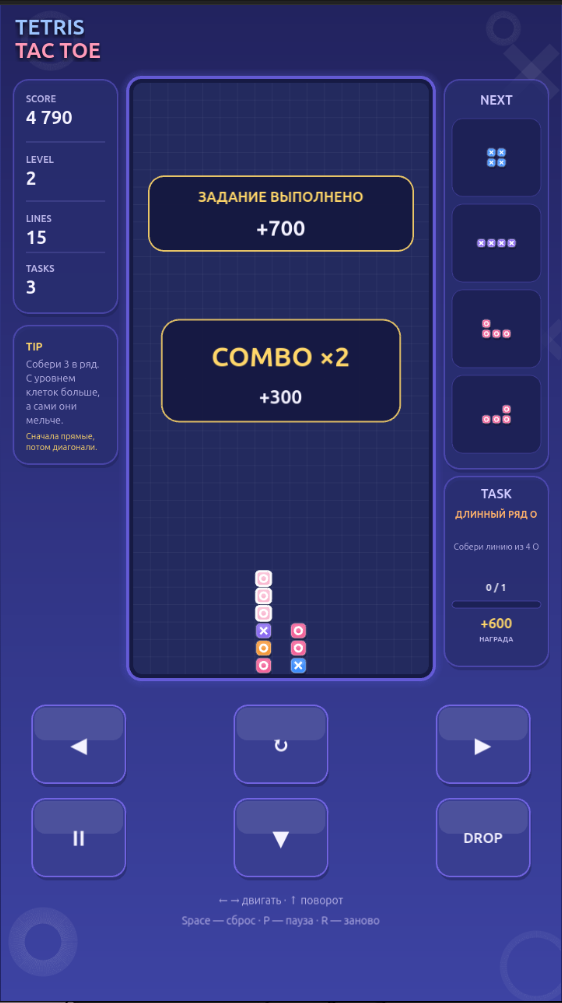 TETRIS
TAC TOE
SCORE
4 790
LEVEL
2
LINES
15
TASKS
3
TIP
Собери 3 в ряд.
С уровнем
клеток больше,
а сами они
мельче.
Сначала прямые,
потом диагонали.
ЗАДАНИЕ ВЫПОЛНЕНО
+700
COMBO ×2
+300
NEXT
TASK
ДЛИННЫЙ РЯД О
Собери линию из 4 О
0 / 1
+600
НАГРАДА
DROP
← → двигать · ↑ поворот
Space — сброс · P — пауза · R — заново